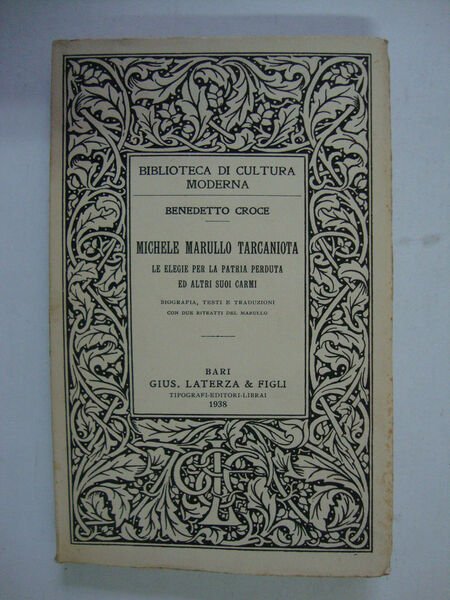 BIBLIOTECA DI CULTURA
MODERNA
BENEDETTO CROCE
MICHELE MARULLO TARCANIOTA
LE ELEGIE PER LA PATRIA PERDUTA
ED ALTRI SUOI CARMI
BIOGRAFIA, TESTI E TRADUZIONI
CON DUE RITRATTI DEL MARULLO
BARI
GIUS. LATERZA & FIGLI
TIPOGRAFI-EDITORI-LIBRAI
1938